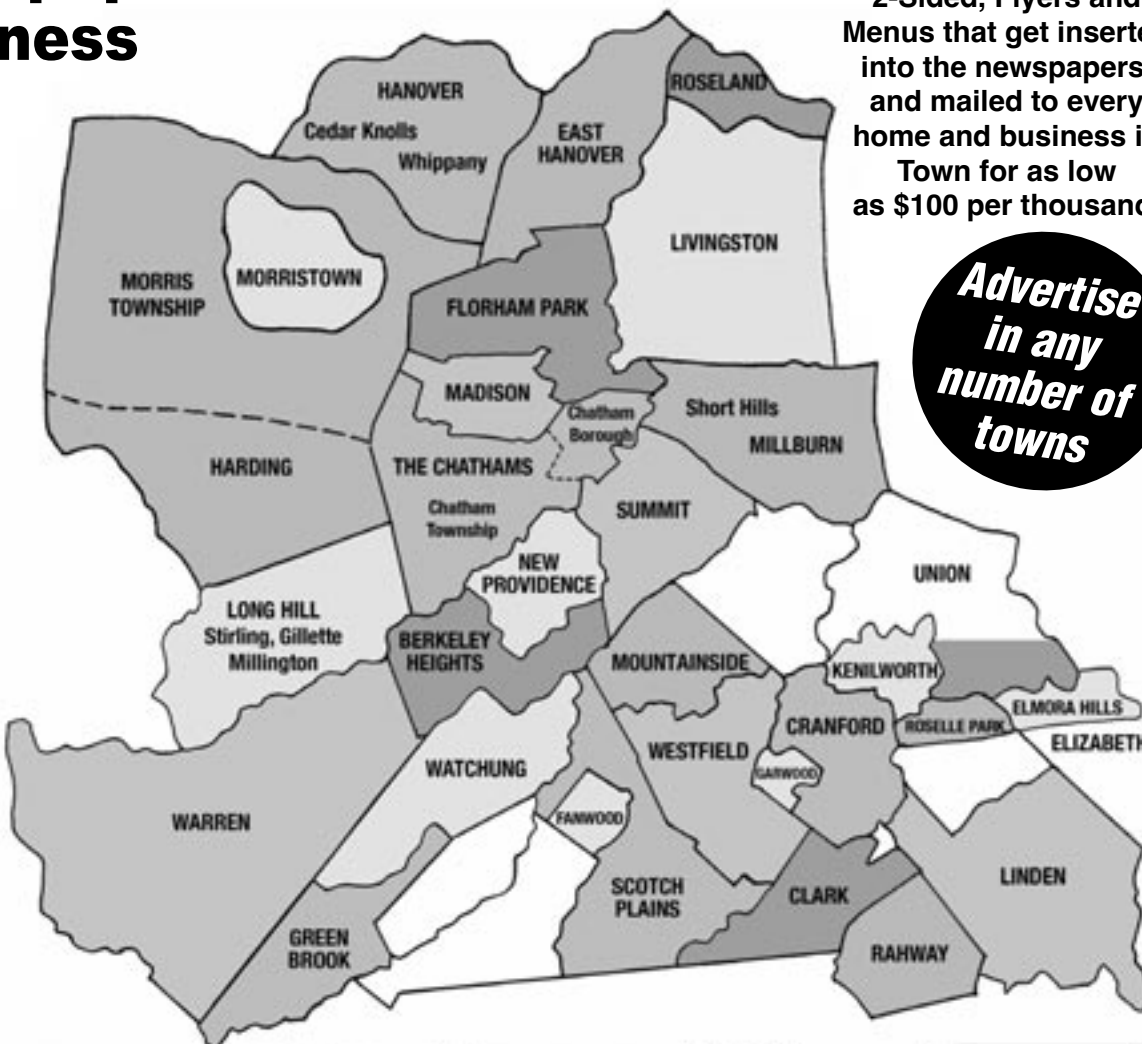 ness
2-Sided, Flyers and
Menus that get inserte
into the newspapers
and mailed to every
home and business i
Town for as low
as $100 per thousand
Advertise
in any
number of
towns
HANOVER
Cedar Knolls
Whippany
EAST
HANOVER
ROSELAND
LIVINGSTON
MORRIS
TOWNSHIP
MORRISTOWN
FLORHAM PARK
MADISON
Chatham
Borough
Short Hills
MILLBURN
HARDING
THE CHATHAMS
Chatham
Township
SUMMIT
NEW
PROVIDENCE
UNION
LONG HILL
Stirling, Gillette
Millington
BERKELEY
HEIGHTS
MOUNTAINSIDE
KENILWORTH
ELMORA HILLS
ELIZABETH
ROSELLE PARK
CRANFORD
WESTFIELD
GARWOOD
WATCHUNG
WARREN
FANWOOD
SCOTCH
PLAINS
CLARK
LINDEN
GREEN
BROOK
RAHWAY